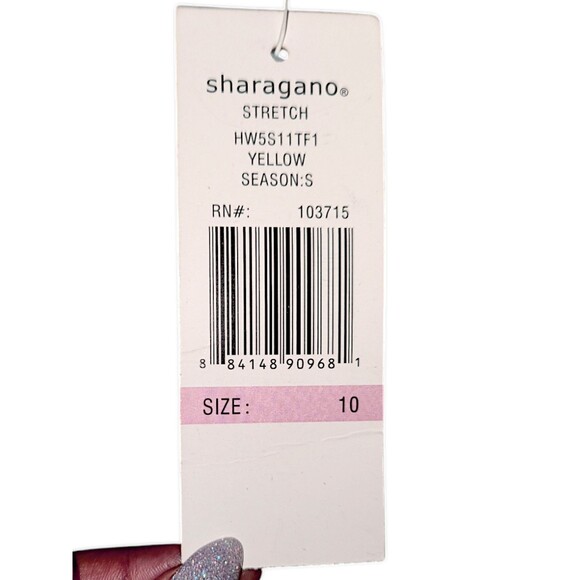 sharagano®
STRETCH
HW5S11TF1
YELLOW
SEASON:S
RN#: 103715
8 84148 90968 1
SIZE: 10